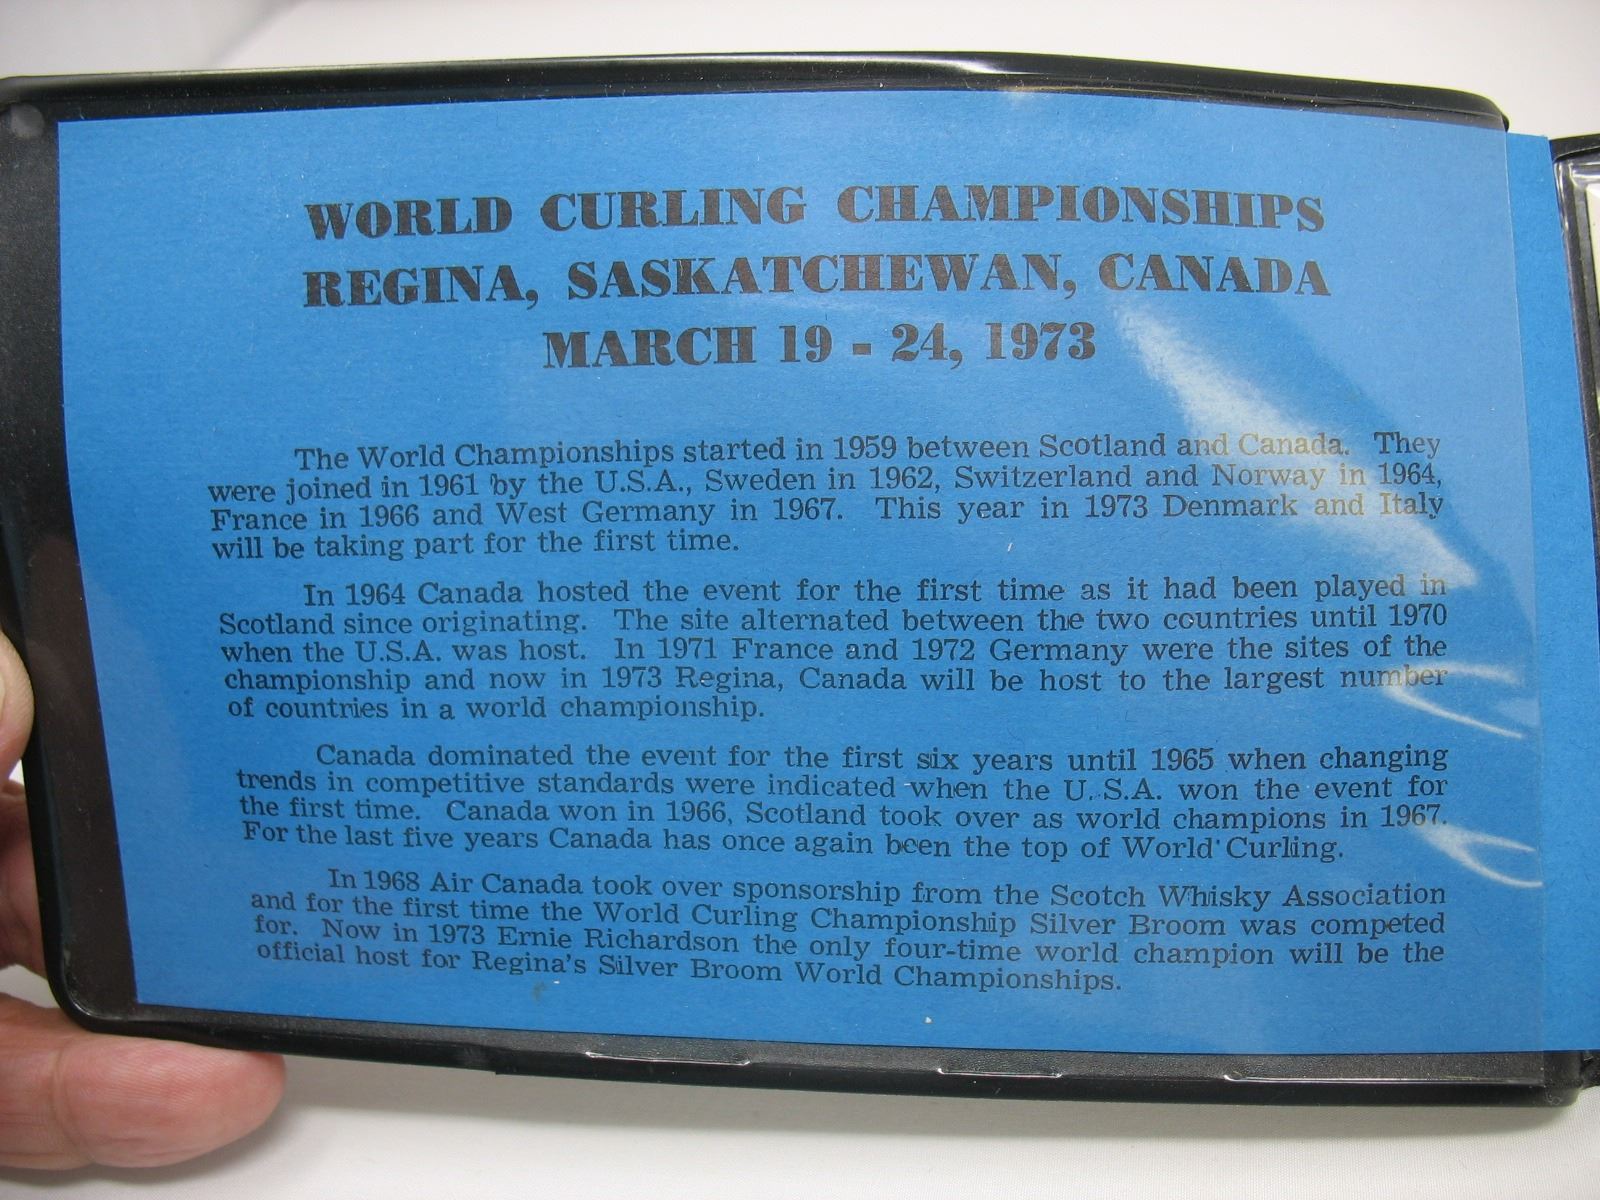 WORLD CURLING CHAMPIONSHIPS
REGINA, SASKATCHEWAN, CANADA
MARCH 19 - 24, 1973
The World Championships started in 1959 between Scotland and Canada. They
were joined in 1961 by the U.S.A., Sweden in 1962, Switzerland and Norway in 1964,
France in 1966 and West Germany in 1967. This year in 1973 Denmark and Italy
will be taking part for the first time.
In 1964 Canada hosted the event for the first time as it had been played in
Scotland since originating. The site alternated between the two countries until 1970
when the U.S.A. was host. In 1971 France and 1972 Germany were the sites of the
championship and now in 1973 Regina, Canada will be host to the largest number
of countries in a world championship.
Canada dominated the event for the first six years until 1965 when changing
trends in competitive standards were indicated when the U.S.A. won the event for
the first time. Canada won in 1966, Scotland took over as world champions in 1967.
For the last five years Canada has once again been the top of World Curling.
In 1968 Air Canada took over sponsorship from the Scotch Whisky Association
and for the first time the World Curling Championship Silver Broom was competed
for. Now in 1973 Ernie Richardson the only four-time world champion will be the
official host for Regina's Silver Broom World Championships.